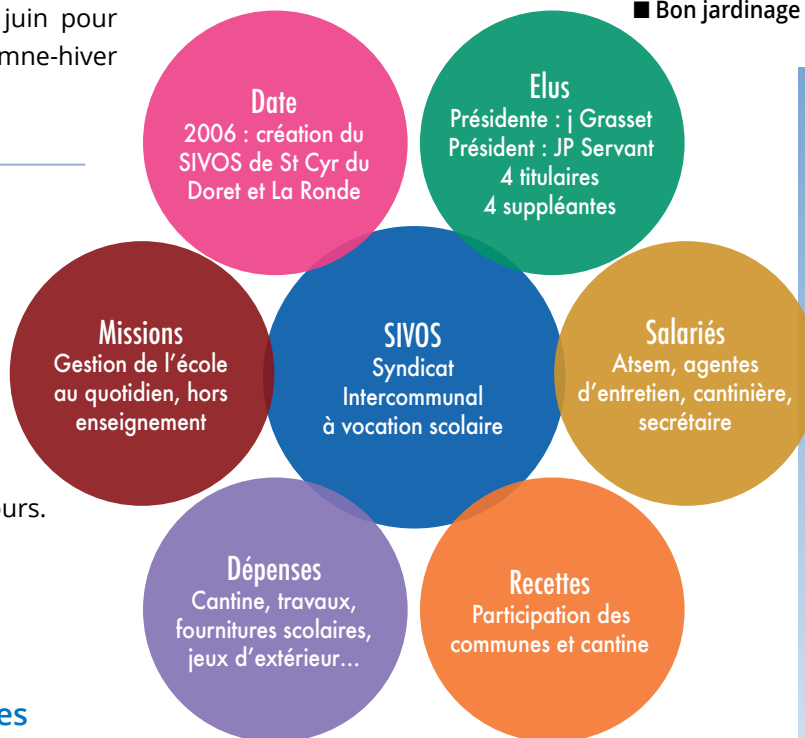 juin pour
mne-hiver
■ Bon jardinage
Date
2006 : création du
SIVOS de St Cyr du
Doret et La Ronde
Elus
Présidente : j Grasset
Président : JP Servant
4 titulaires
4 suppléantes
Missions
Gestion de l’école
au quotidien, hors
enseignement
SIVOS
Syndicat
Intercommunal
à vocation scolaire
Salariés
Atsem, agentes
d’entretien, cantinière,
secrétaire
ours.
Dépenses
Cantine, travaux,
fournitures scolaires,
jeux d’extérieur...
Recettes
Participation des
communes et cantine
es